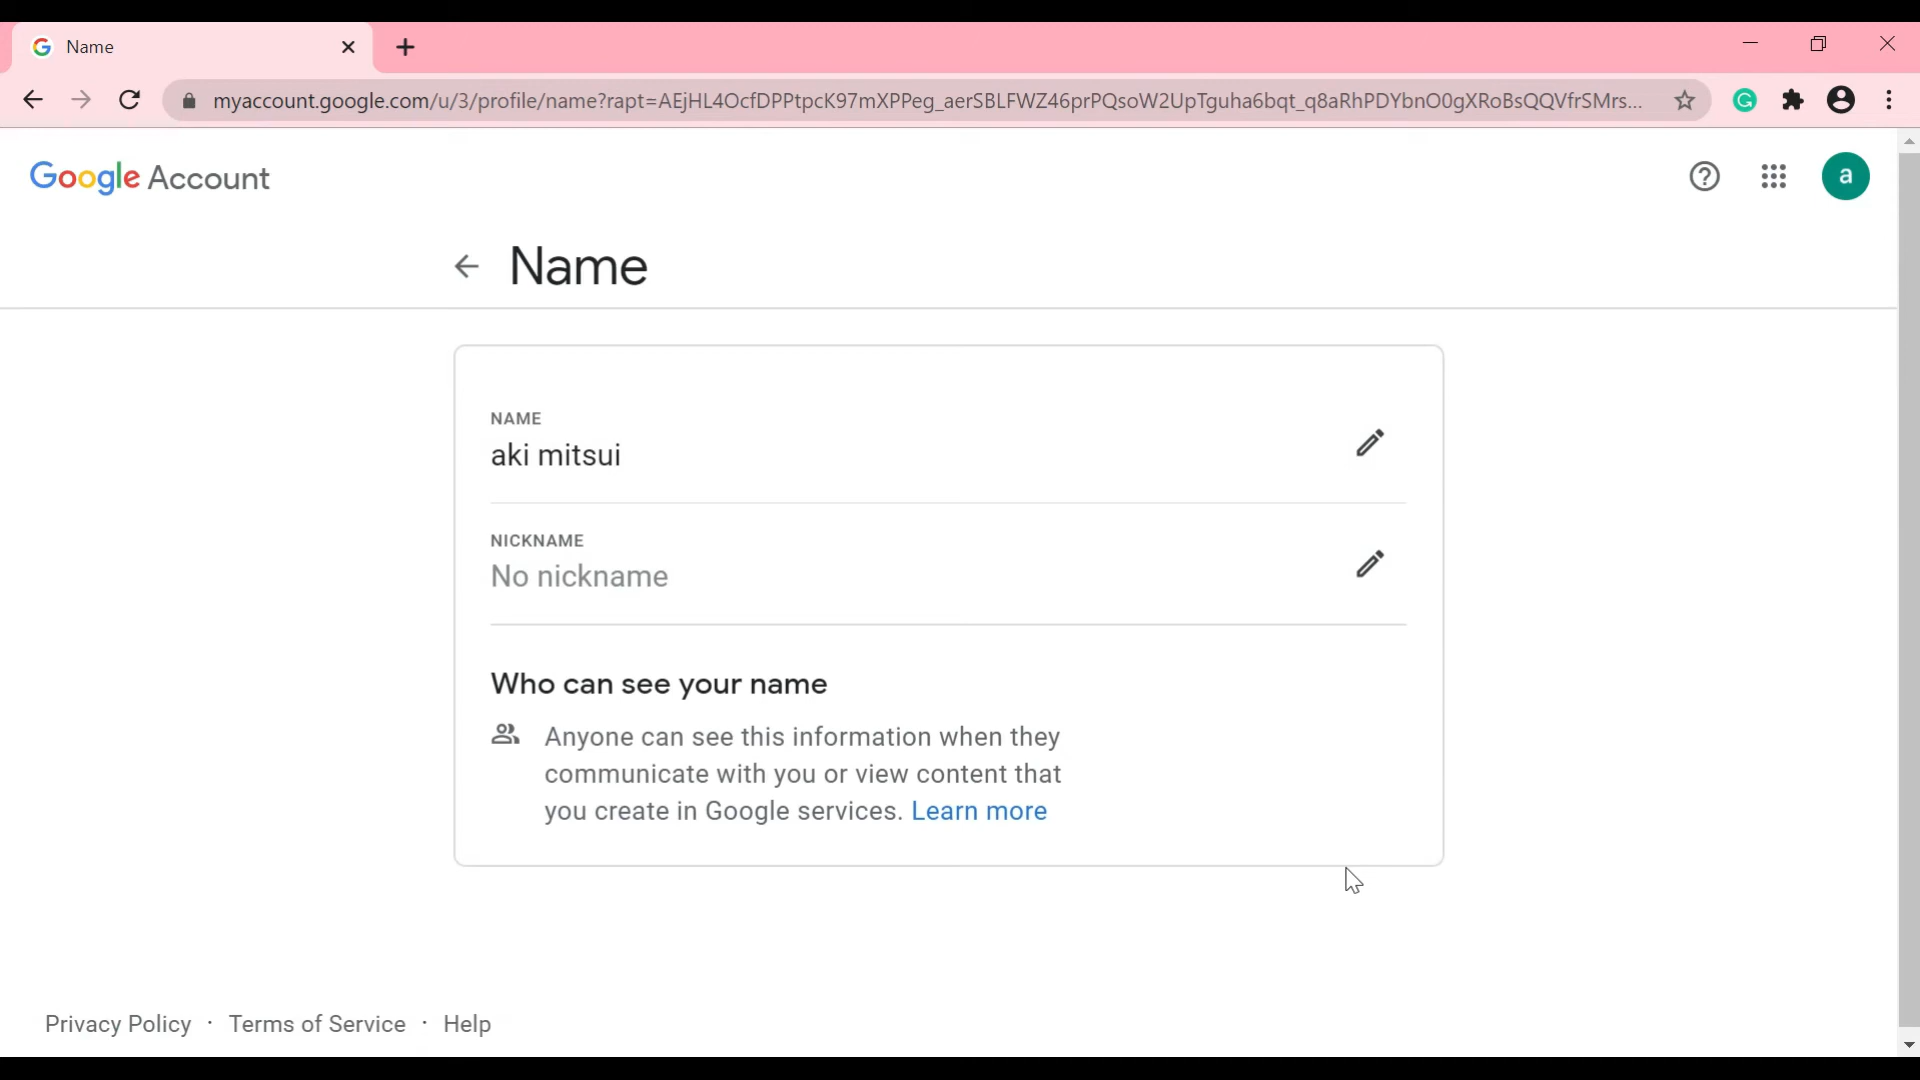 Name
myaccount.google.com/u/3/profile/name?rapt=AEjHL4OcfDPPtpcK97mXPPeg_aerSBLFWZ46prPQsoW2UpTguha6bqt_q8aRhPDYbnO0gXRoBsQQVfrSMrs...
Google Account
a
Name
NAME
aki mitsui
NICKNAME
No nickname
Who can see your name
Anyone can see this information when they
communicate with you or view content that
you create in Google services. Learn more
Privacy Policy · Terms of Service · Help